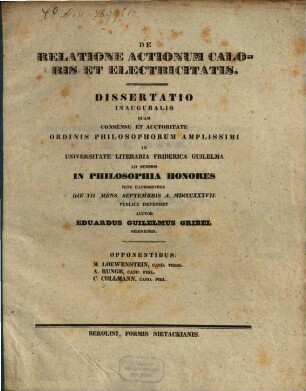 DE
RELATIONE ACTIONUM CALO-
RIS ET ELECTRICITATIS.
DISSERTATIO
INAUGURALIS
QUAM
CONSENSU ET AUCTORITATE
ORDINIS PHILOSOPHORUM AMPLISSIMI
IN
UNIVERSITATE LITERARIA FRIDERICA GUILELMA
AD SUMMOS
IN PHILOSOPHIA HONORES
RITE CAPESSENDOS
DIE XII MENS. SEPTEMBRIS A. MDCCCXXXVII.
PUBLICE DEFENDET
AUCTOR
EDUARDUS GUILELMUS GRIBEL
OPPONENTIBUS:
M. LOEWENSTEIN, CAND. THEOL.
A. RUNGE, CAND. PHIL.
C. COLLMANN, CAND. PHIL.
BEROLINI, FORMIS NIETACKIANIS.